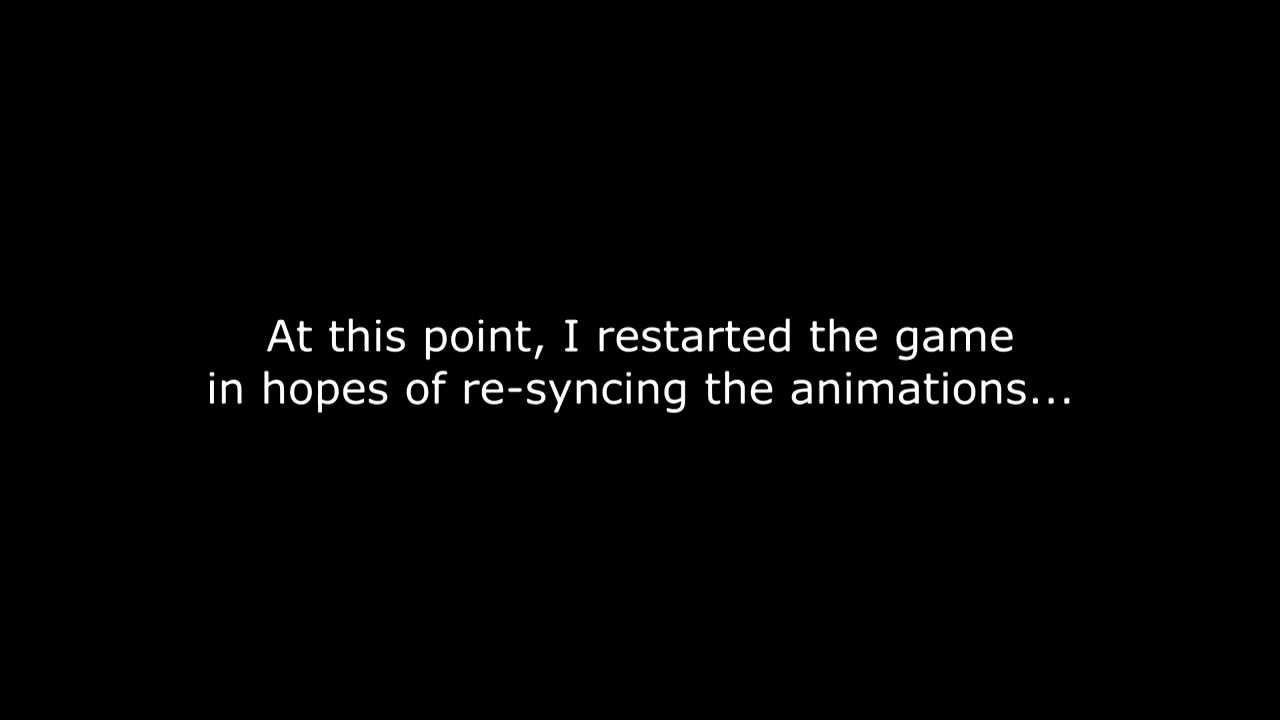 At this point, I restarted the game
in hopes of re-syncing the animations...